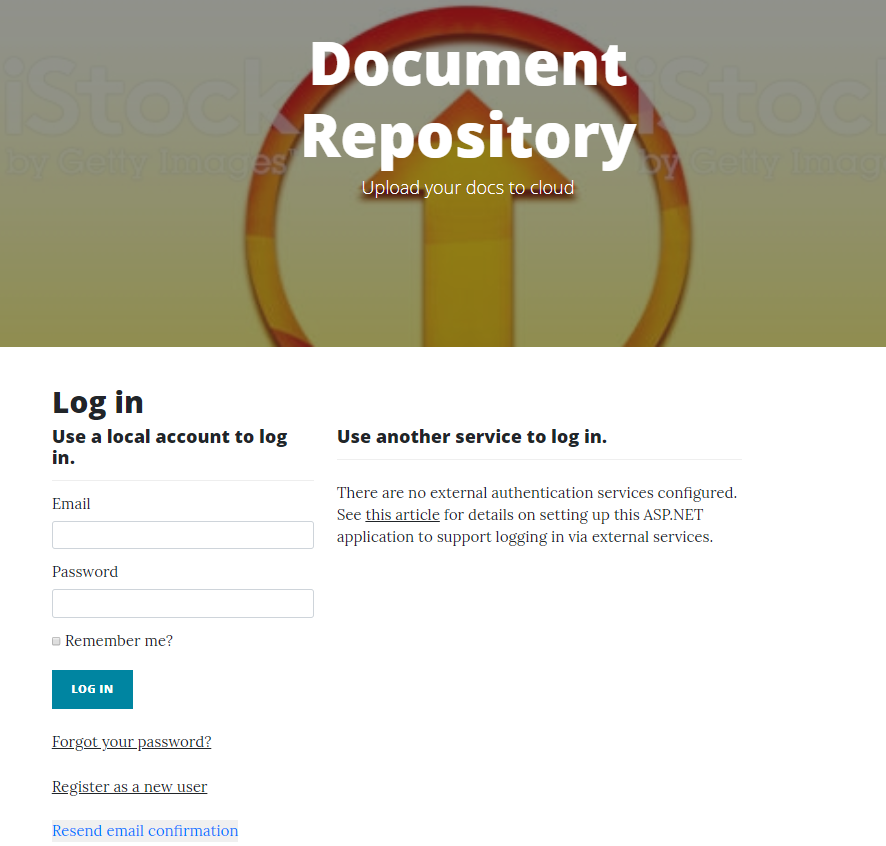 Document
Repository
Upload your docs to cloud
iStock
by Getty Images
iStock
by Getty Imag
Log in
Use a local account to log
in.
Email
Password
Remember me?
LOG IN
Forgot your password?
Register as a new user
Resend email confirmation
Use another service to log in.
There are no external authentication services configured.
See this article for details on setting up this ASP.NET
application to support logging in via external services.